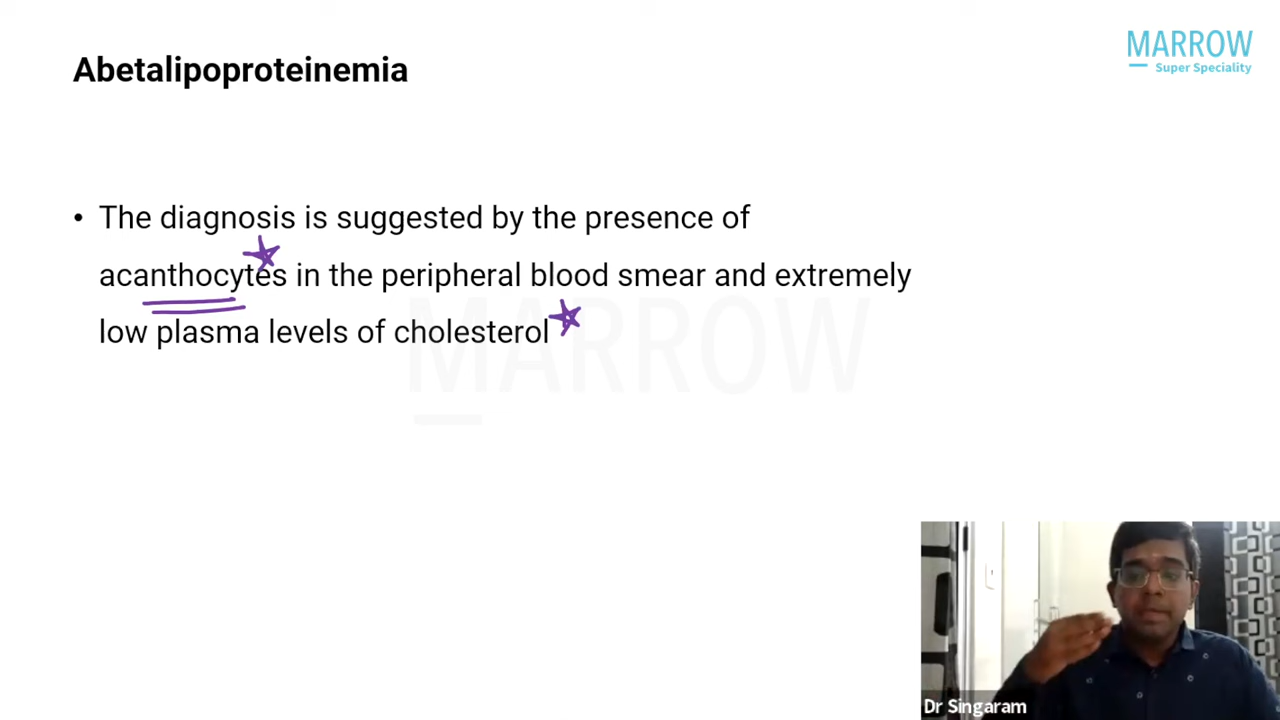 MARROW
Super Speciality
Abetalipoproteinemia
• The diagnosis is suggested by the presence of
acanthocytes in the peripheral blood smear and extremely
low plasma levels of cholesterol
MARROW
Dr Singaram